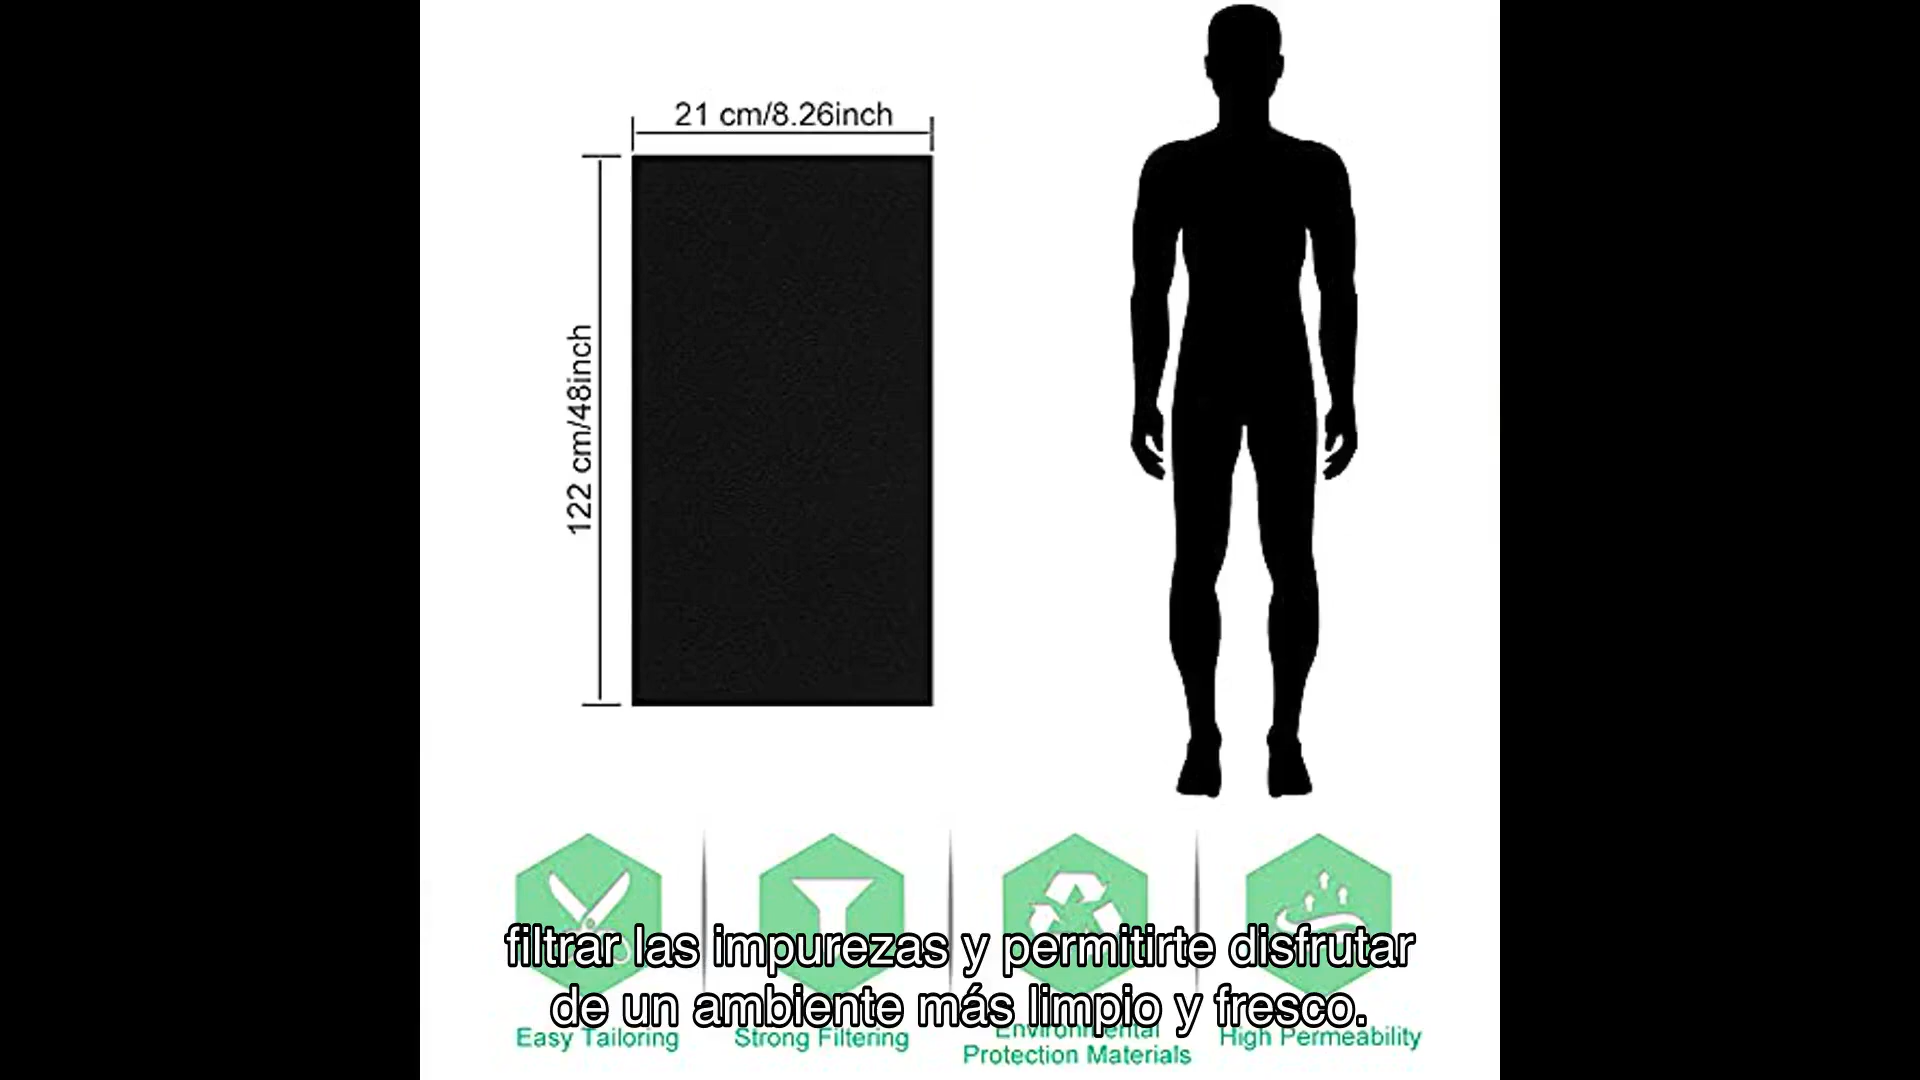 21 cm/8.26inch
122 cm/48inch
filtrar las impurezas y permitirte disfrutar
de un ambiente más limpio y fresco.
Easy Tailoring
Strong Filtering
Environmental
Protection Materials
High Permeability